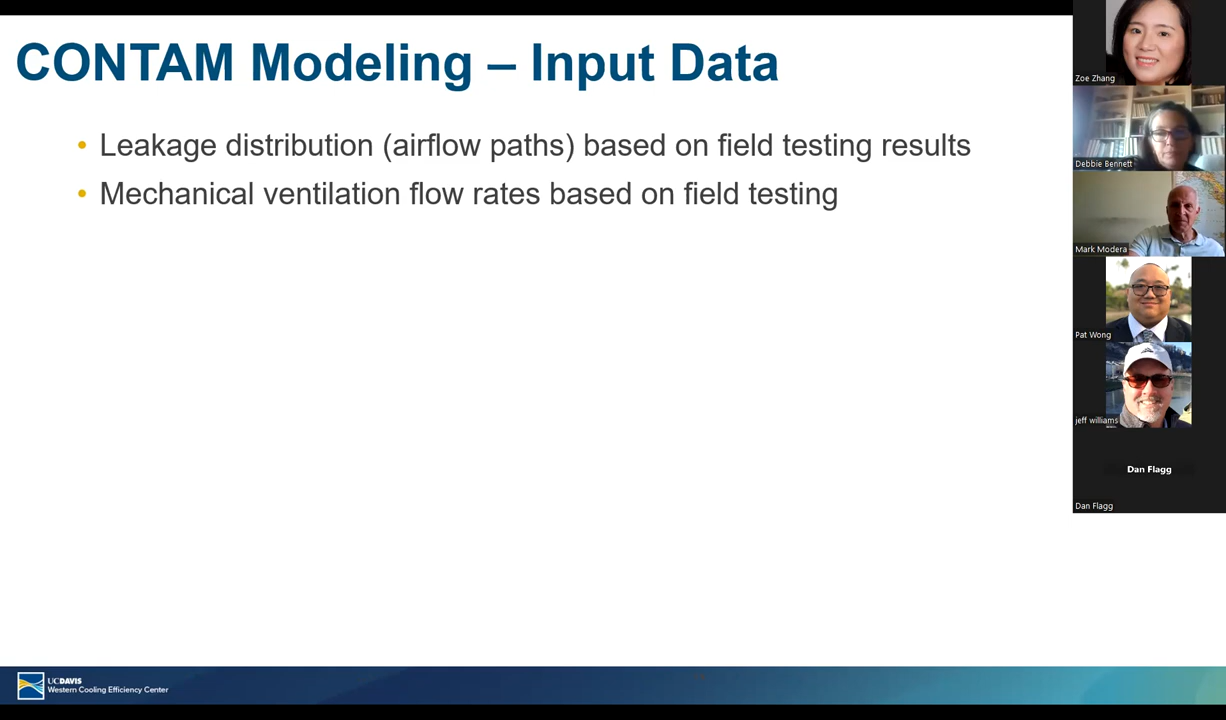 CONTAM Modeling – Input Data
• Leakage distribution (airflow paths) based on field testing results
• Mechanical ventilation flow rates based on field testing
Zoe Zhang
Debbie Bennett
Mark Modera
Pat Wong
jeff williams
Dan Flagg
Dan Flagg
UCDAVIS
Western Cooling Efficiency Center